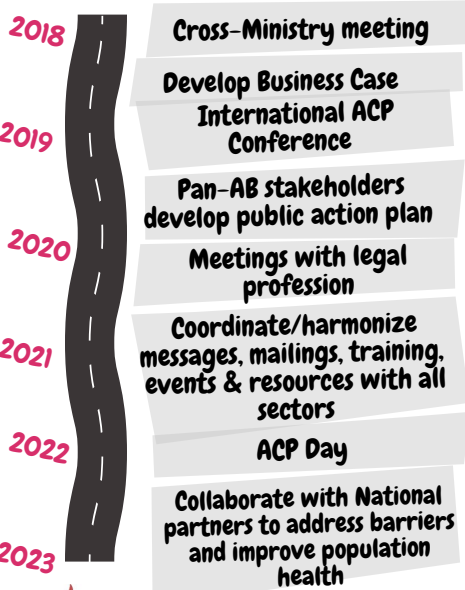 2018
Cross-Ministry meeting
Develop Business Case
International ACP
Conference
2019
Pan-AB stakeholders
develop public action plan
2020
Meetings with legal
profession
2021
Coordinate/harmonize
messages, mailings, training,
events & resources with all
sectors
2022
ACP Day
2023
Collaborate with National
partners to address barriers
and improve population
health